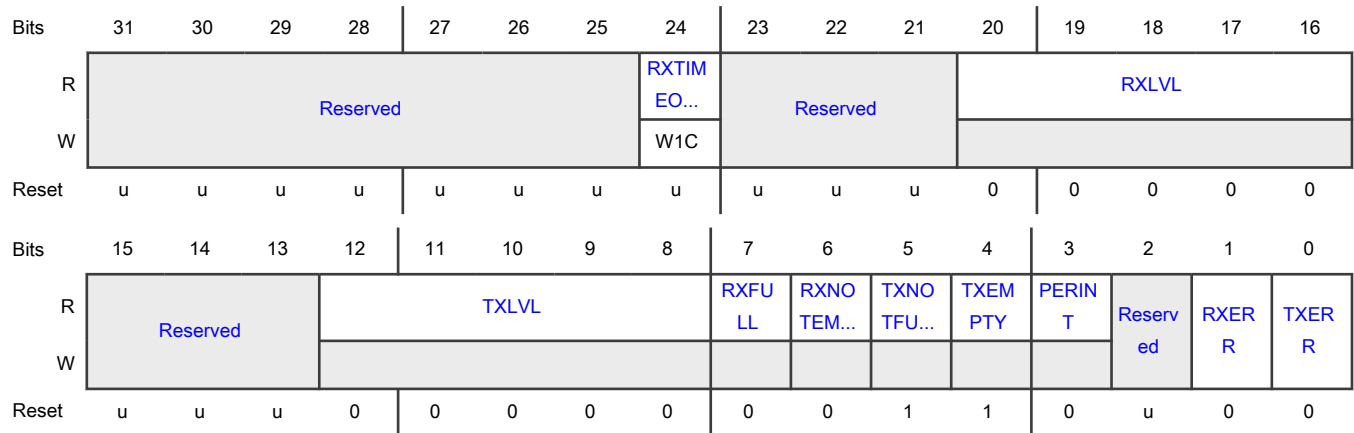 Bits 31 30 29 28 27 26 25 24 23 22 21 20 19 18 17 16
R Reserved RXTIM EO... Reserved RXLVL
W W1C
Reset u u u u u u u u u u u 0 0 0 0 0
Bits 15 14 13 12 11 10 9 8 7 6 5 4 3 2 1 0
R Reserved TXLVL RXFU LL RXNO TEM... TXNO TFU... TXEM PTY PERIN T Reserv ed RXER R TXER R
W
Reset u u u 0 0 0 0 0 0 0 1 1 0 u 0 0